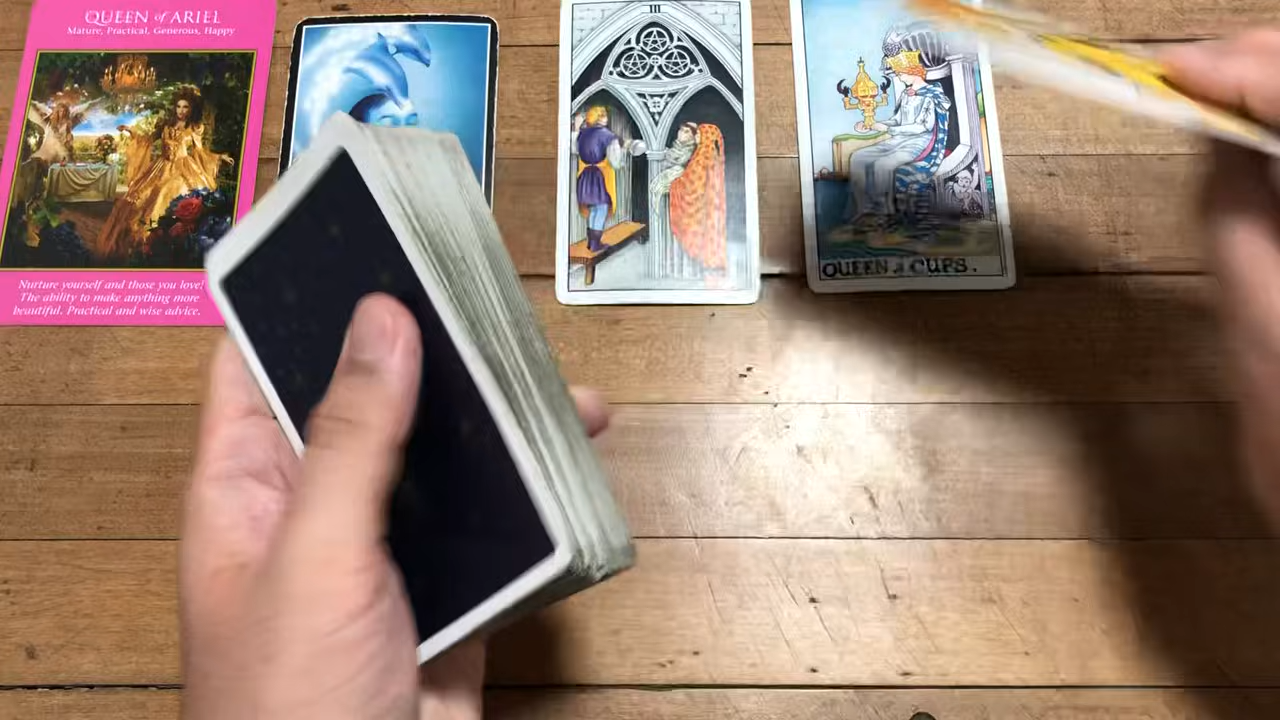 QUEEN of ARIEL
Mature, Practical, Generous, Happy
Nurture yourself and those you love!
The ability to make anything more
beautiful. Practical and wise advice.
III
QUEEN of CUPS.